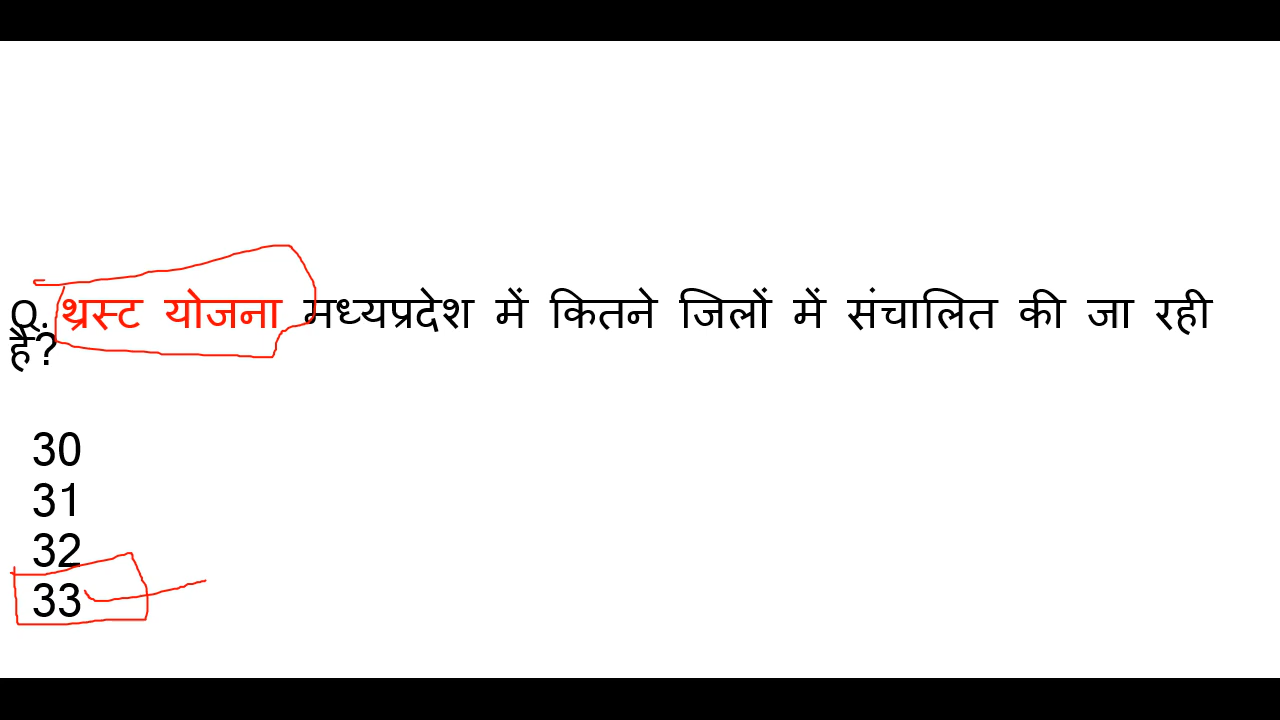 Q. थ्रस्ट योजना मध्यप्रदेश में कितने जिलों में संचालित की जा रही
है?
30
31
32
33